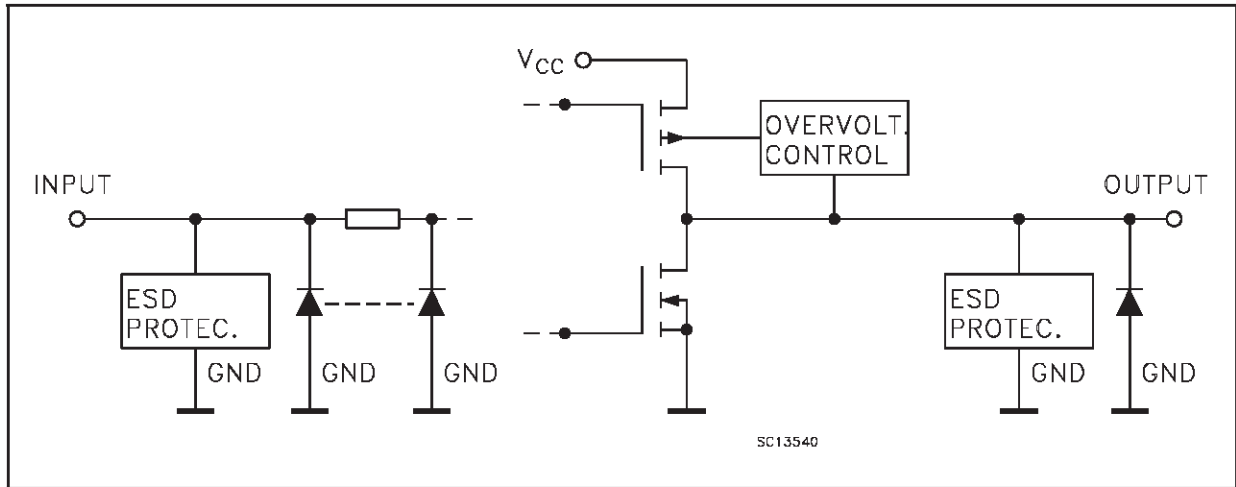 VCC
OVERVOLT.
CONTROL
INPUT
OUTPUT
ESD
PROTEC.
GND
GND
GND
ESD
PROTEC.
GND
GND
SC13540